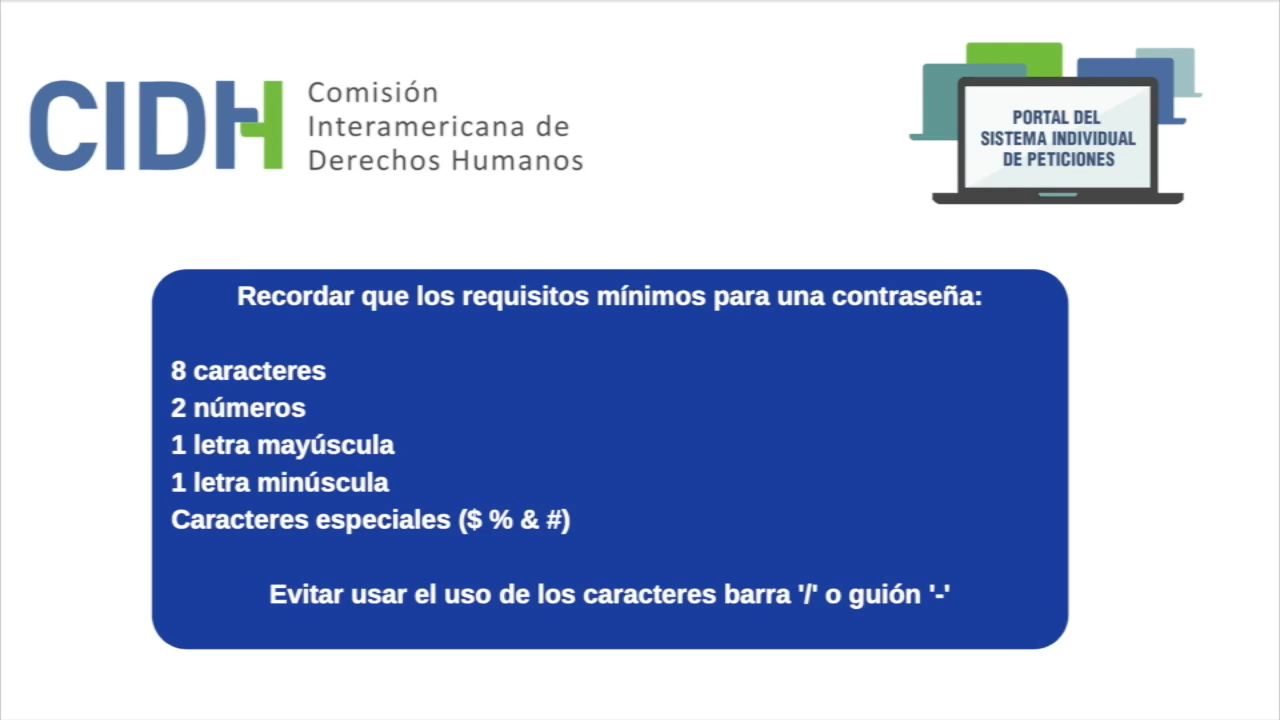 CIDH
Comisión
Interamericana de
Derechos Humanos
PORTAL DEL
SISTEMA INDIVIDUAL
DE PETICIONES
Recordar que los requisitos mínimos para una contraseña:
8 caracteres
2 números
1 letra mayúscula
1 letra minúscula
Caracteres especiales ($ % & #)
Evitar usar el uso de los caracteres barra '/' o guión '-'